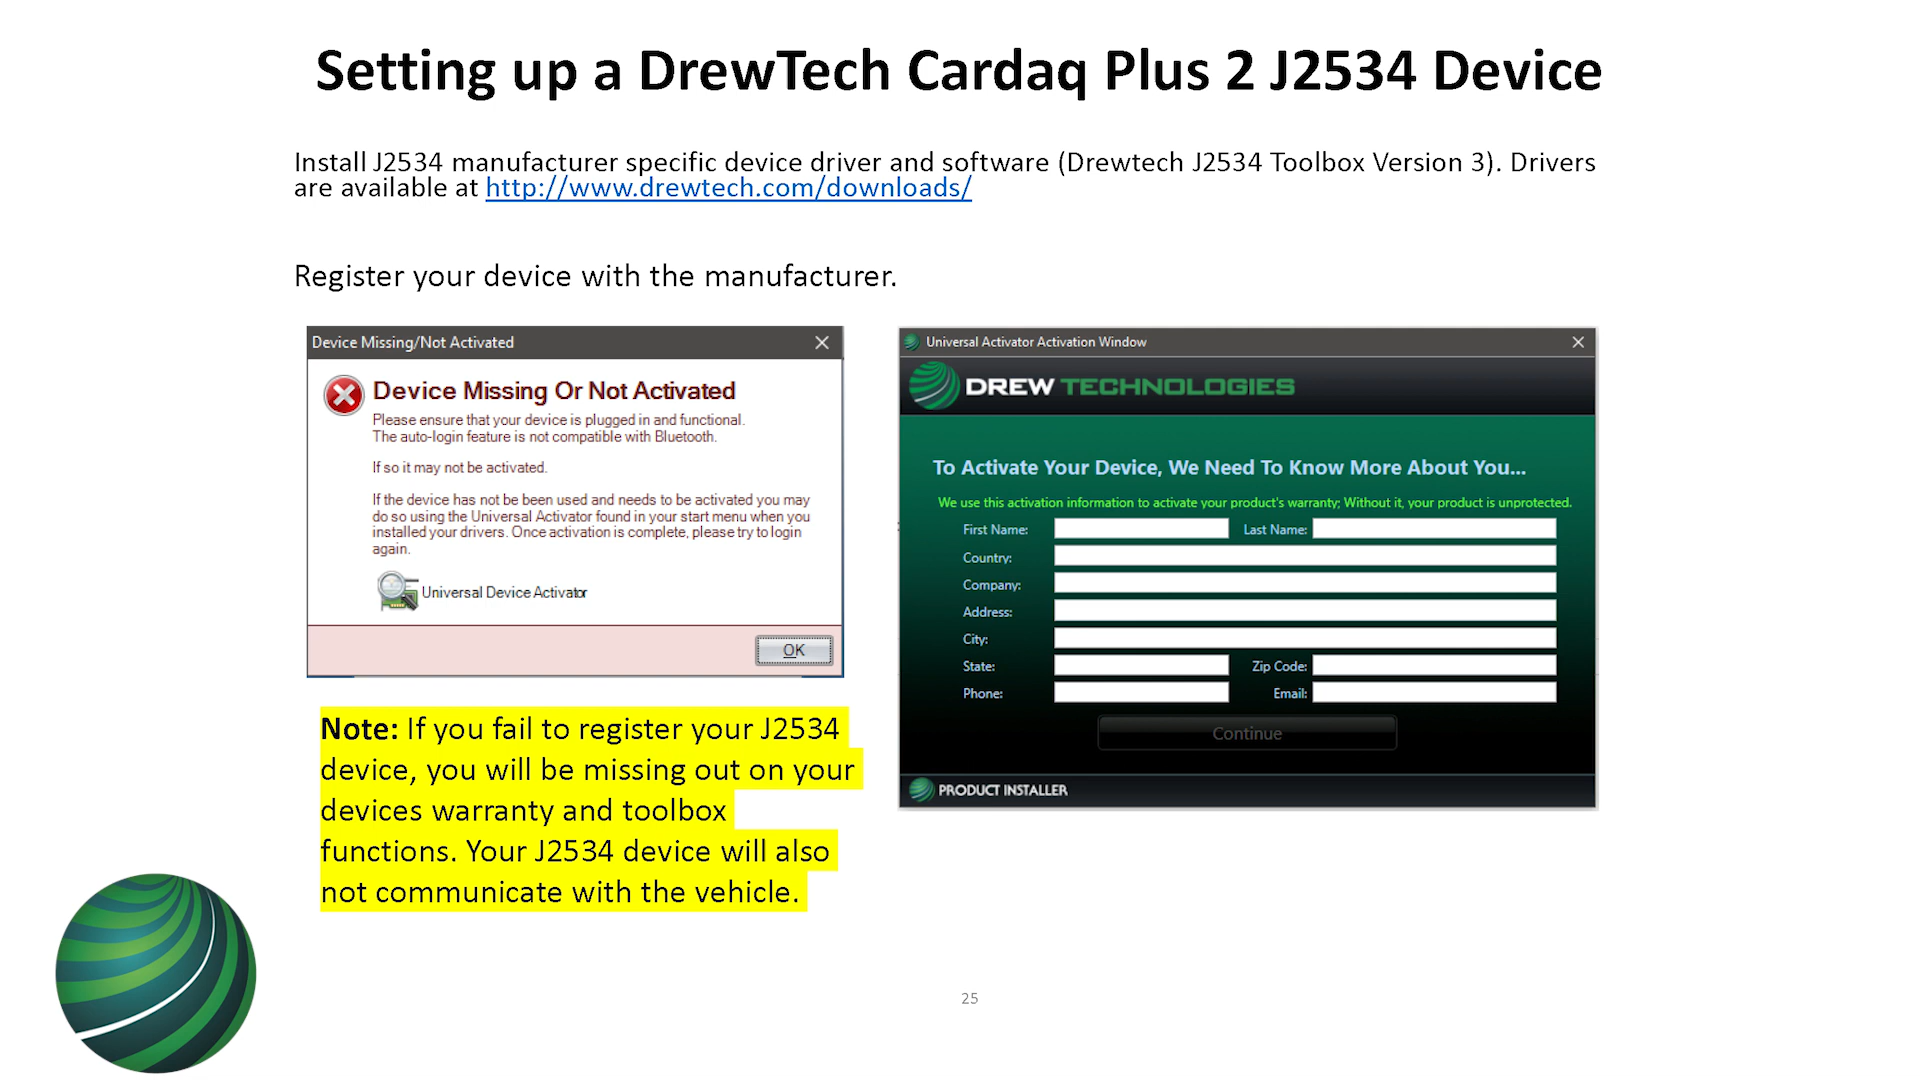 Setting up a DrewTech Cardaq Plus 2 J2534 Device
Install J2534 manufacturer specific device driver and software (Drewtech J2534 Toolbox Version 3). Drivers
are available at http://www.drewtech.com/downloads/
Register your device with the manufacturer.
Device Missing/Not Activated
Device Missing Or Not Activated
Please ensure that your device is plugged in and functional.
The auto-login feature is not compatible with Bluetooth.
If so it may not be activated.
If the device has not be been used and needs to be activated you may
do so using the Universal Activator found in your start menu when you
installed your drivers. Once activation is complete, please try to login
again.
Universal Device Activator
OK
Note: If you fail to register your J2534
device, you will be missing out on your
devices warranty and toolbox
functions. Your J2534 device will also
not communicate with the vehicle.
Universal Activator Activation Window
DREW TECHNOLOGIES
To Activate Your Device, We Need To Know More About You...
We use this activation information to activate your product's warranty; Without it, your product is unprotected.
First Name: Last Name:
Country:
Company:
Address:
City:
State: Zip Code:
Phone: Email:
Continue
PRODUCT INSTALLER
25